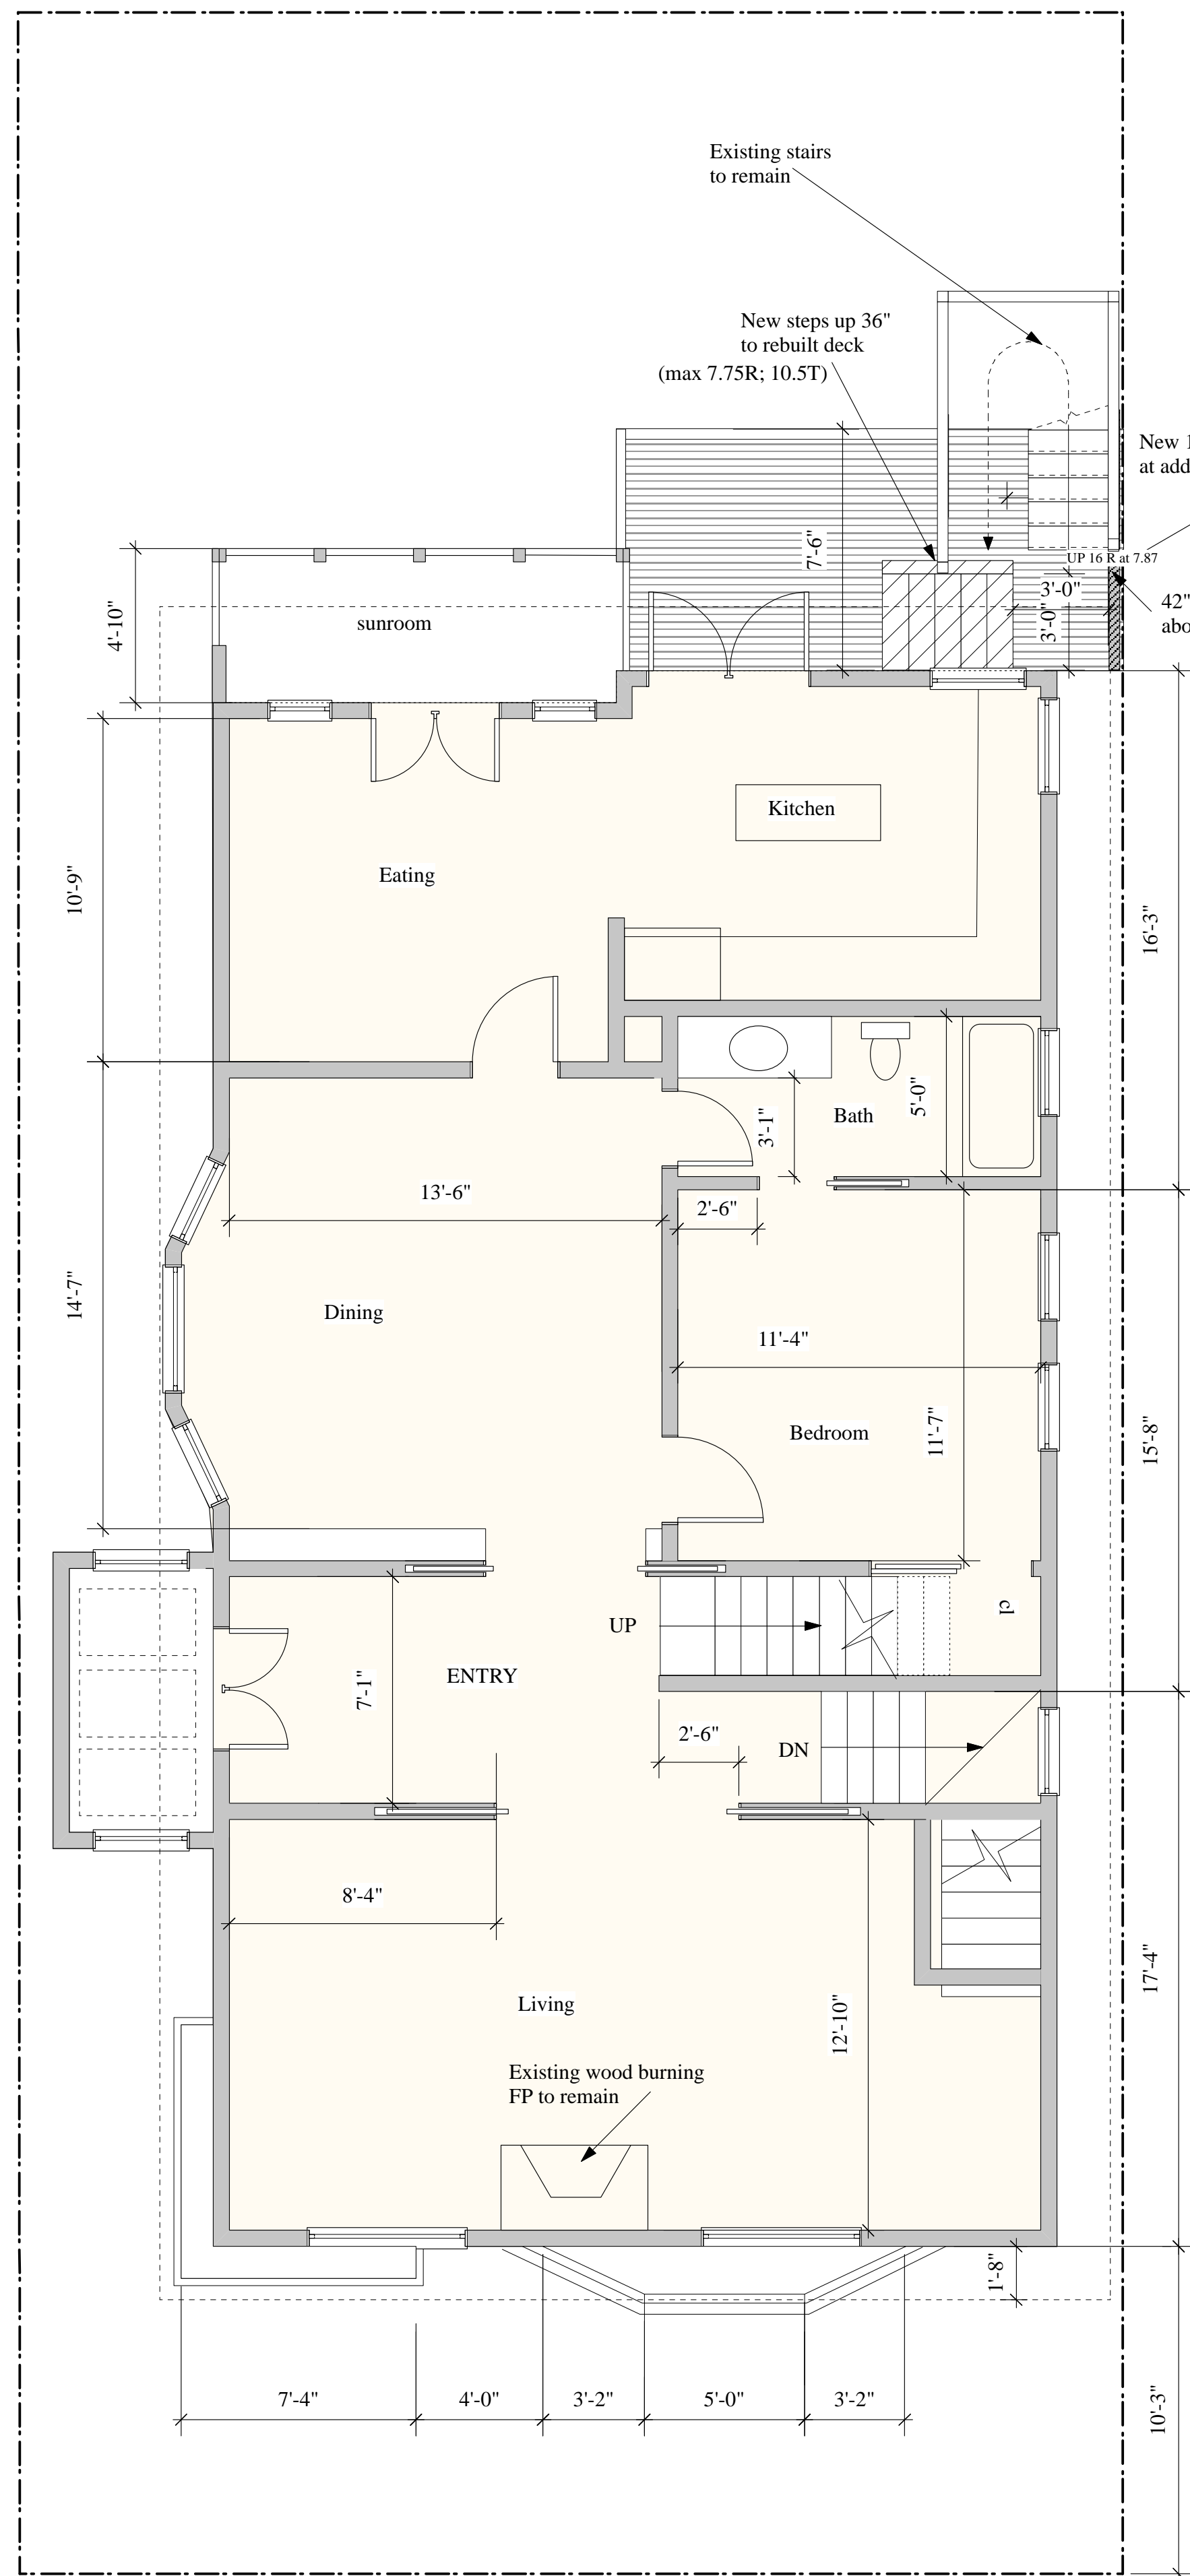 Existing stairs
to remain
New steps up 36"
to rebuilt deck
(max 7.75R; 10.5T)
New 1
at add
7'-6"
UP 16 R at 7.87
3'-0"
3'-0"
42"
abo
4'-10"
sunroom
Kitchen
Eating
10'-9"
16'-3"
5'-0"
3'-1"
Bath
13'-6"
2'-6"
14'-7"
Dining
11'-4"
Bedroom
11'-7"
15'-8"
cl
UP
ENTRY
7'-1"
2'-6"
DN
8'-4"
17'-4"
Living
12'-10"
Existing wood burning
FP to remain
1'-8"
7'-4"
4'-0"
3'-2"
5'-0"
3'-2"
10'-3"